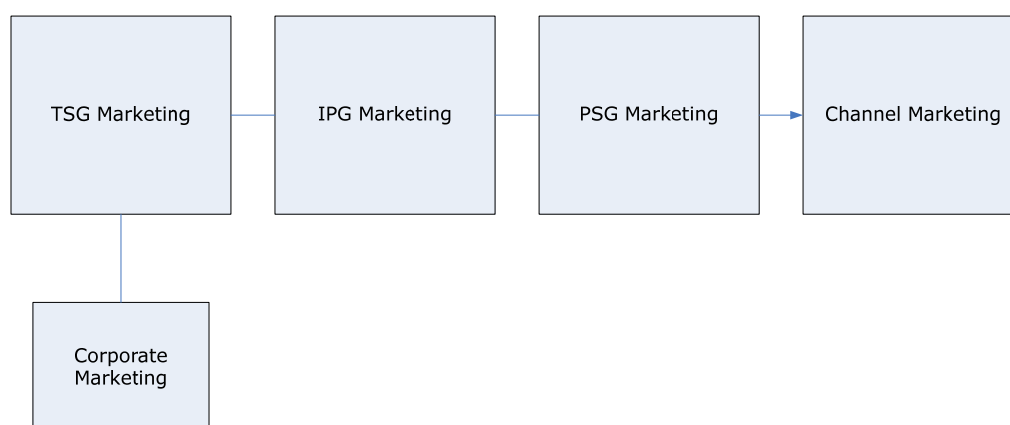 TSG Marketing
IPG Marketing
PSG Marketing
Channel Marketing
Corporate
Marketing